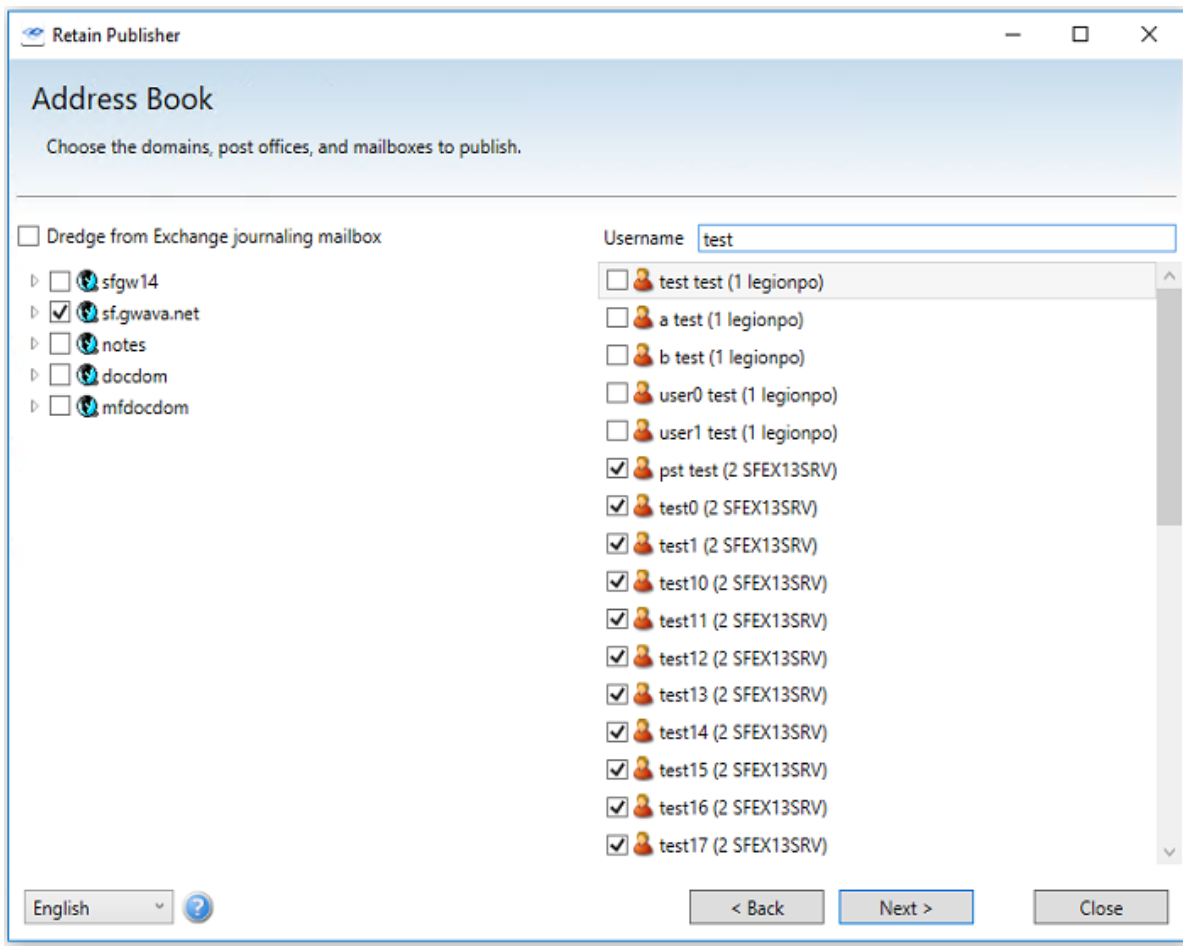 Retain Publisher
Address Book
Choose the domains, post offices, and mailboxes to publish.
Dredge from Exchange journaling mailbox
sfgw14
sf.gwava.net
notes
docdom
mfdocdom
Username test
test test (1 legionpo)
a test (1 legionpo)
b test (1 legionpo)
user0 test (1 legionpo)
user1 test (1 legionpo)
pst test (2 SFEX13SRV)
test0 (2 SFEX13SRV)
test1 (2 SFEX13SRV)
test10 (2 SFEX13SRV)
test11 (2 SFEX13SRV)
test12 (2 SFEX13SRV)
test13 (2 SFEX13SRV)
test14 (2 SFEX13SRV)
test15 (2 SFEX13SRV)
test16 (2 SFEX13SRV)
test17 (2 SFEX13SRV)
English ? < Back Next > Close